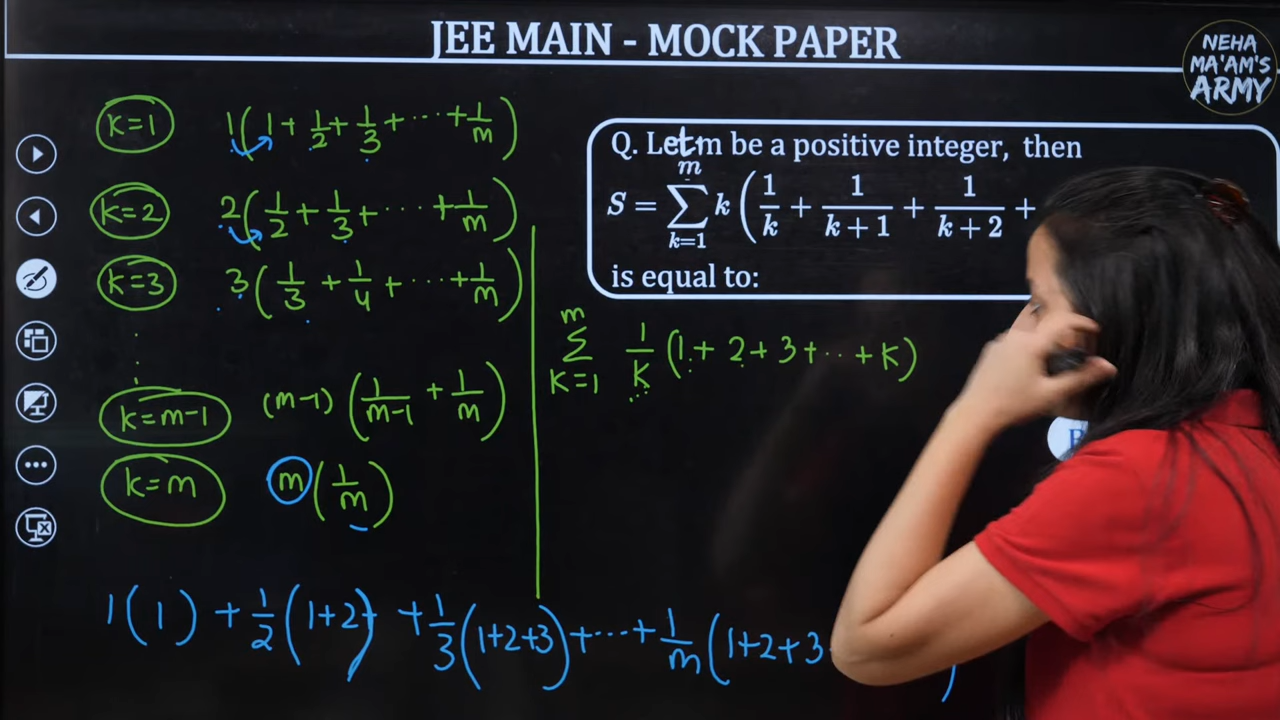 JEE MAIN - MOCK PAPER
NEHA
MA'AM'S
ARMY
k=1 1(1 + 1/2 + 1/3 + ... + 1/m)
k=2 2(1/2 + 1/3 + ... + 1/m)
k=3 3(1/3 + 1/4 + ... + 1/m)
k=m-1 (m-1)(1/(m-1) + 1/m)
k=m m(1/m)
Q. Let m be a positive integer, then
S = ∑_{k=1}^{m} k(1/k + 1/(k+1) + 1/(k+2) +
is equal to:
∑_{K=1}^{m} 1/K (1+2+3+...+K)
1(1) + 1/2(1+2) + 1/3(1+2+3) + ... + 1/m(1+2+3